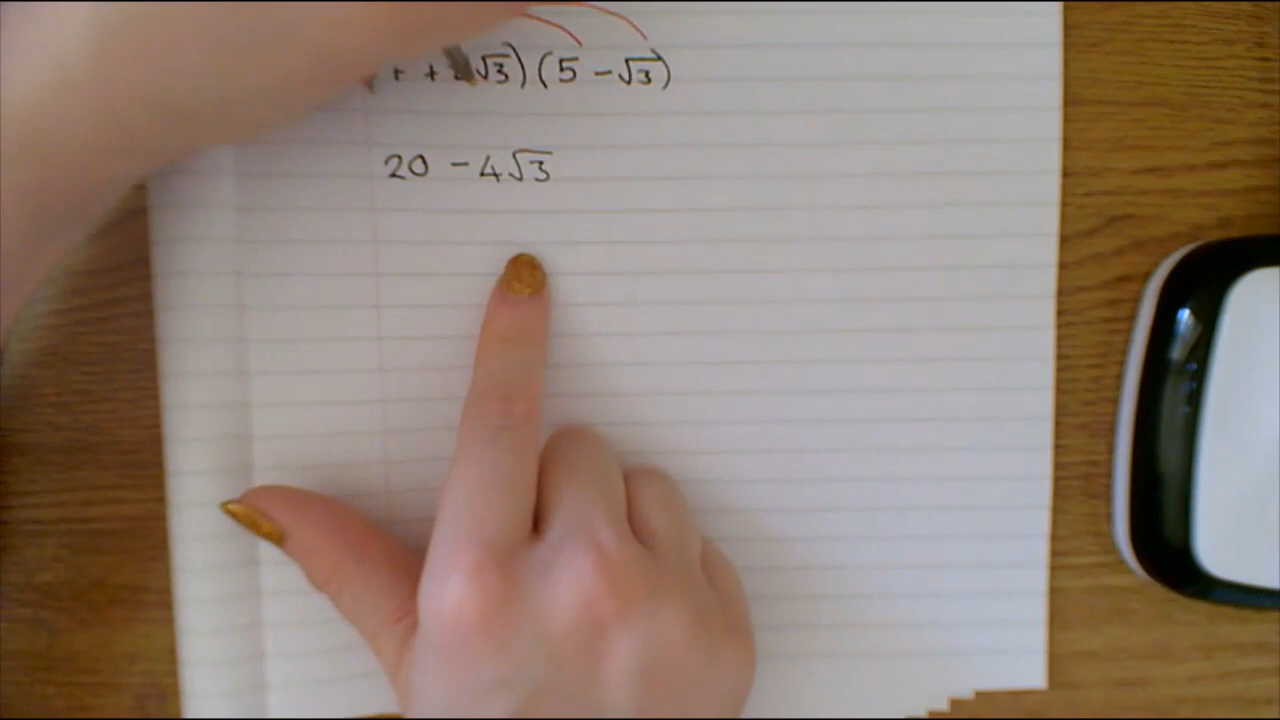 + √3)(5 - √3)
20 - 4√3